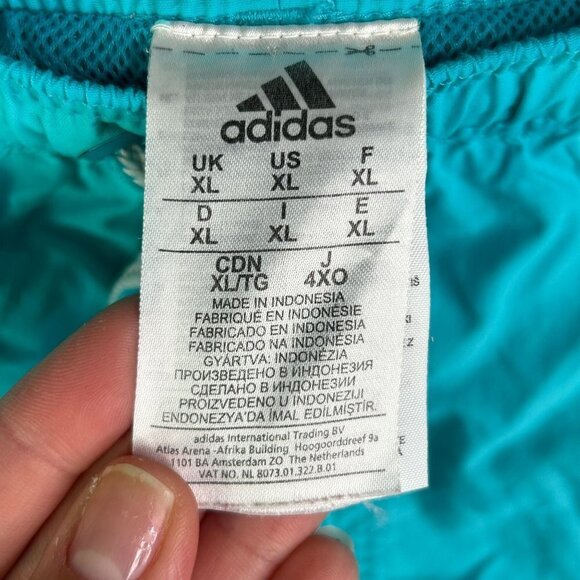 adidas
UK US F
XL XL XL
D I E
XL XL XL
CDN J
XL/TG 4XO
MADE IN INDONESIA
FABRIQUÉ EN INDONÉSIE
FABRICADO EN INDONESIA
FABRICADO NA INDONÉSIA
GYÁRTVA: INDONÉZIA
ПРОИЗВЕДЕНО В ИНДОНЕЗИЯ
СДЕЛАНО В ИНДОНЕЗИИ
PROIZVEDENO U INDONEZIJI
ENDONEZYA'DA İMAL EDİLMİŞTİR.
adidas International Trading BV
Atlas Arena -Afrika Building Hoogoorddreef 9a
1101 BA Amsterdam ZO The Netherlands
VAT NO. NL 8073.01.322.B.01